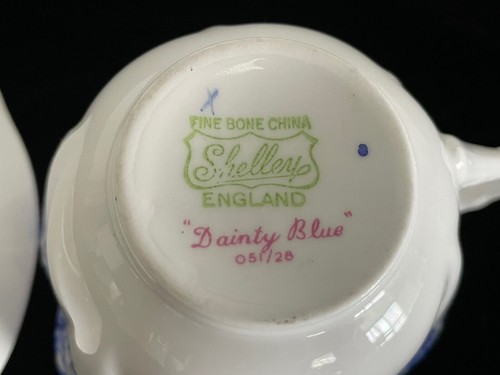 FINE BONE CHINA
Shelley
ENGLAND
"Dainty Blue"
051/28